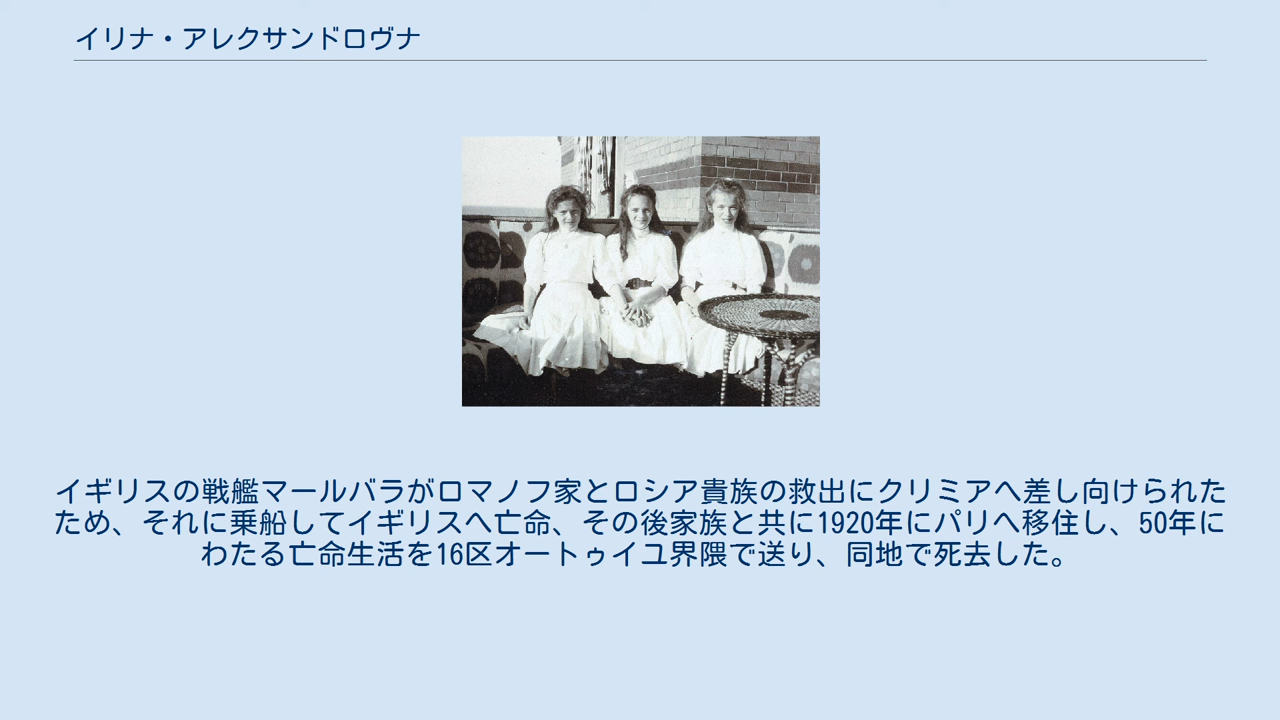 イリナ・アレクサンドロヴナ
イギリスの戦艦マールバラがロマノフ家とロシア貴族の救出にクリミアへ差し向けられた
ため、それに乗船してイギリスへ亡命、その後家族と共に1920年にパリへ移住し、50年に
わたる亡命生活を16区オートゥイユ界隈で送り、同地で死去した。